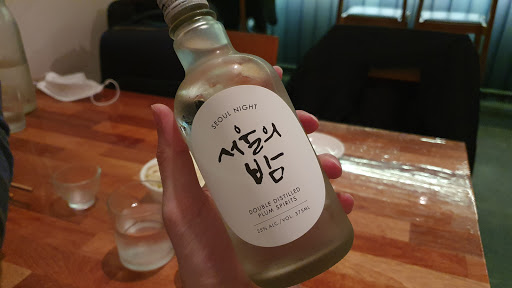 SEOUL NIGHT
서울의
밤
DOUBLE DISTILLED
PLUM SPIRITS
25% ALC./VOL. 375ML